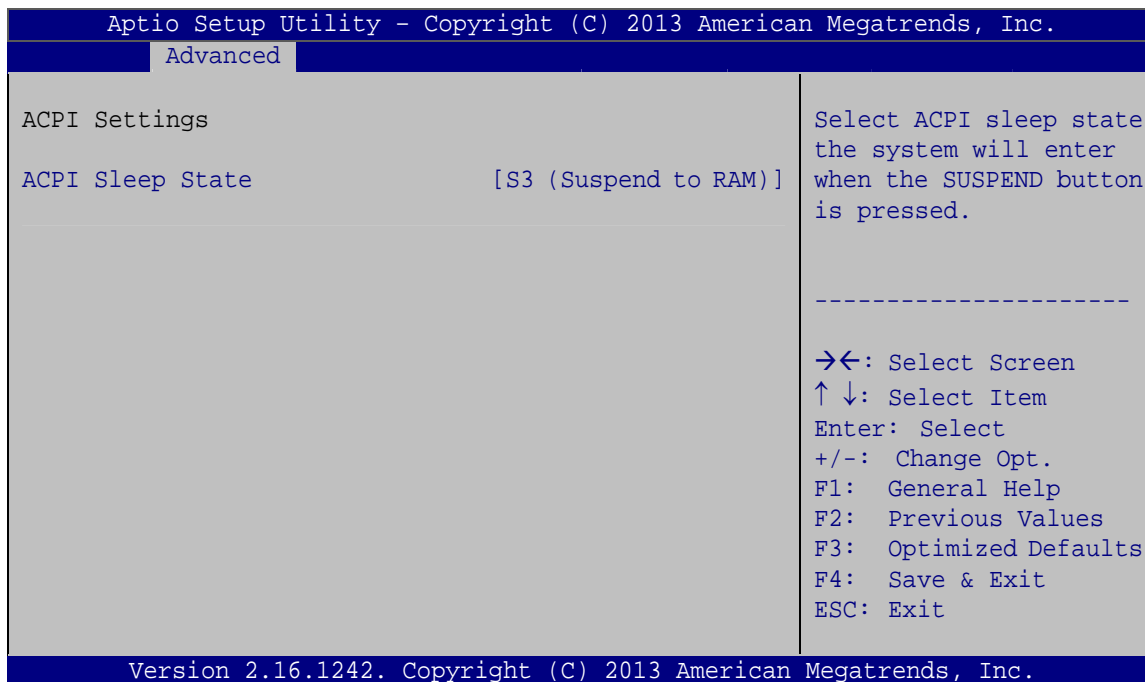 Aptio Setup Utility – Copyright (C) 2013 American Megatrends, Inc.
Advanced
ACPI Settings
ACPI Sleep State [S3 (Suspend to RAM)]
Select ACPI sleep state
the system will enter
when the SUSPEND button
is pressed.
----------------------
→←: Select Screen
↑ ↓: Select Item
Enter: Select
+/-: Change Opt.
F1: General Help
F2: Previous Values
F3: Optimized Defaults
F4: Save & Exit
ESC: Exit
Version 2.16.1242. Copyright (C) 2013 American Megatrends, Inc.